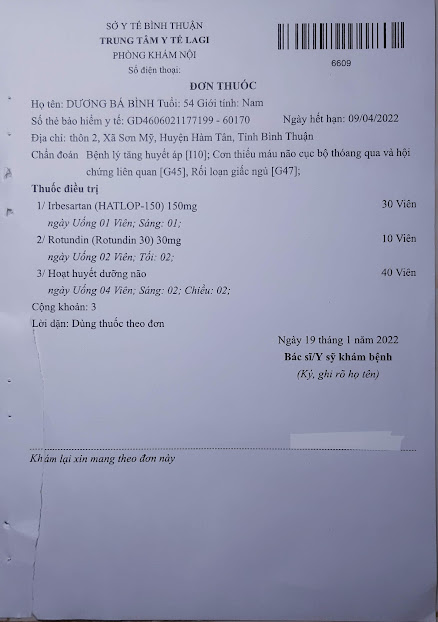 SỞ Y TẾ BÌNH THUẬN
TRUNG TÂM Y TẾ LAGI
PHÒNG KHÁM NỘI
Số điện thoại:
6609
ĐƠN THUỐC
Họ tên: DƯƠNG BÁ BÌNH Tuổi: 54 Giới tính: Nam
Số thẻ bảo hiểm y tế: GD4606021177199 - 60170 Ngày hết hạn: 09/04/2022
Địa chỉ: thôn 2, Xã Sơn Mỹ, Huyện Hàm Tân, Tỉnh Bình Thuận
Chẩn đoán Bệnh lý tăng huyết áp [I10]; Cơn thiếu máu não cục bộ thóang qua và hội
chứng liên quan [G45], Rối loạn giấc ngủ [G47];
Thuốc điều trị
1/ Irbesartan (HATLOP-150) 150mg 30 Viên
ngày Uống 01 Viên; Sáng: 01;
2/ Rotundin (Rotundin 30) 30mg 10 Viên
ngày Uống 02 Viên; Tối: 02;
3/ Hoạt huyết dưỡng não 40 Viên
ngày Uống 04 Viên; Sáng: 02; Chiều: 02;
Cộng khoản: 3
Lời dặn: Dùng thuốc theo đơn
Ngày 19 tháng 1 năm 2022
Bác sĩ/Y sỹ khám bệnh
(Ký, ghi rõ họ tên)
Khám lại xin mang theo đơn này